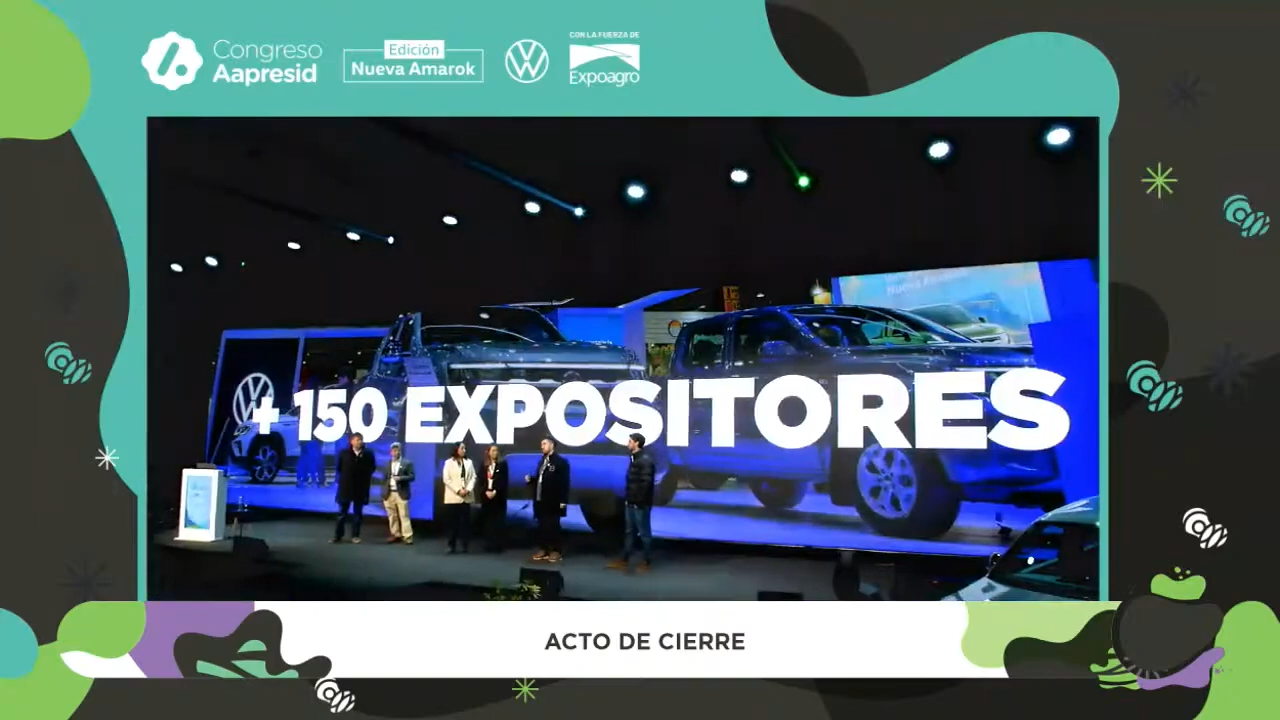 Congreso
Aapresid
Edición
Nueva Amarok
CON LA FUERZA DE
Expoagro
+ 150 EXPOSITORES
ACTO DE CIERRE